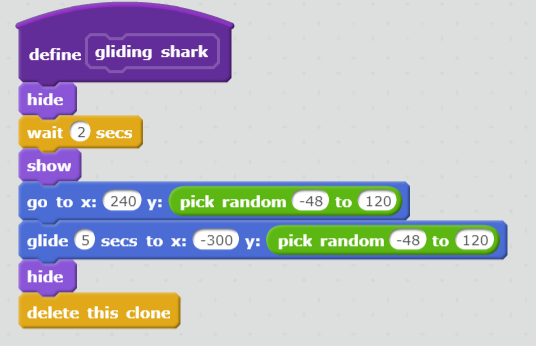 define gliding shark
hide
wait 2 secs
show
go to x: 240 y: pick random -48 to 120
glide 5 secs to x: -300 y: pick random -48 to 120
hide
delete this clone